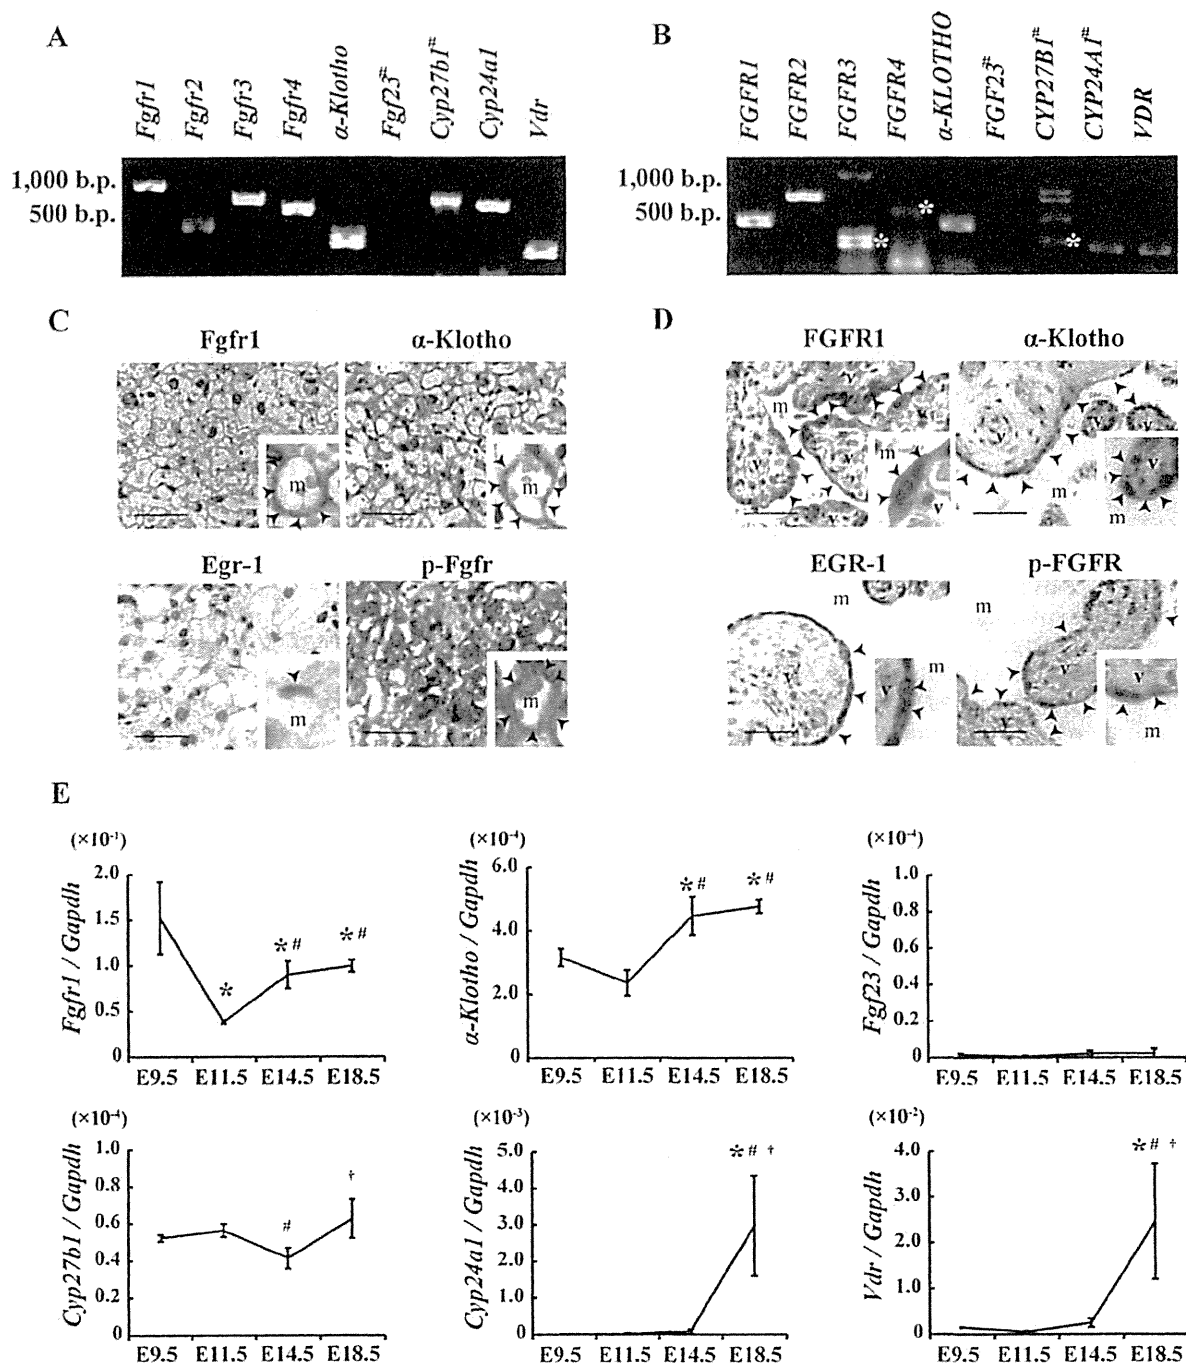 A
Fgfr1 Fgfr2 Fgfr3 Fgfr4 α-Klotho Fgf23# Cyp27b1# Cyp24a1 Vdr
1,000 b.p.
500 b.p.
B
FGFR1 FGFR2 FGFR3 FGFR4 α-KLOTHO FGF23# CYP27B1# CYP24A1# VDR
1,000 b.p.
500 b.p.
* * *
C
Fgfr1 α-Klotho
m m
Egr-1 p-Fgfr
m m
D
FGFR1 α-Klotho
v m v v v m v v v v v m m
EGR-1 p-FGFR
m v v m m v v v m
E
(×10⁻³)
Fgfr1 / Gapdh
2.0
1.5
1.0
0.5
0
* *# *#
E9.5 E11.5 E14.5 E18.5
(×10⁻⁴)
α-Klotho / Gapdh
6.0
4.0
2.0
0
*# *#
E9.5 E11.5 E14.5 E18.5
(×10⁻⁴)
Fgf23 / Gapdh
1.0
0.8
0.6
0.4
0.2
0
E9.5 E11.5 E14.5 E18.5
(×10⁻⁴)
Cyp27b1 / Gapdh
1.0
0.8
0.6
0.4
0.2
0
# †
E9.5 E11.5 E14.5 E18.5
(×10⁻³)
Cyp24a1 / Gapdh
5.0
4.0
3.0
2.0
1.0
0
*# †
E9.5 E11.5 E14.5 E18.5
(×10⁻²)
Vdr / Gapdh
4.0
3.0
2.0
1.0
0
*# †
E9.5 E11.5 E14.5 E18.5